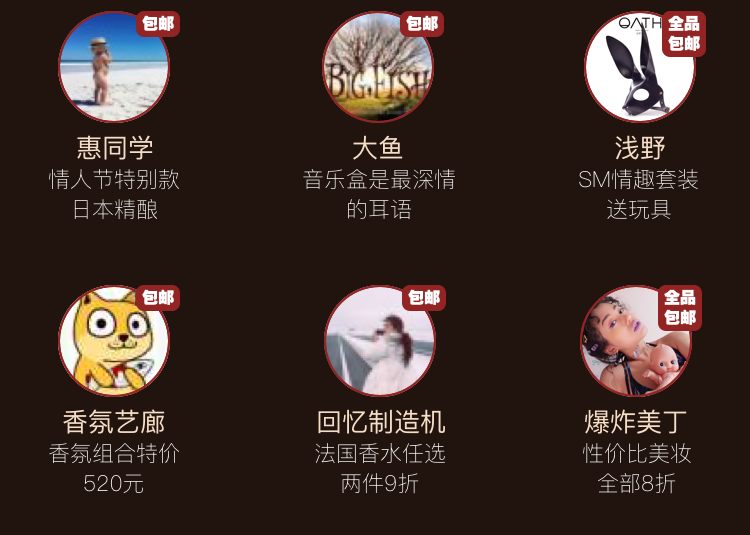 包邮
包邮
全品
包邮
BIG FISH
OATH
惠同学
大鱼
浅野
情人节特别款
日本精酿
音乐盒是最深情
的耳语
SM情趣套装
送玩具
包邮
包邮
全品
包邮
香氛艺廊
回忆制造机
爆炸美丁
香氛组合特价
520元
法国香水任选
两件9折
性价比美妆
全部8折